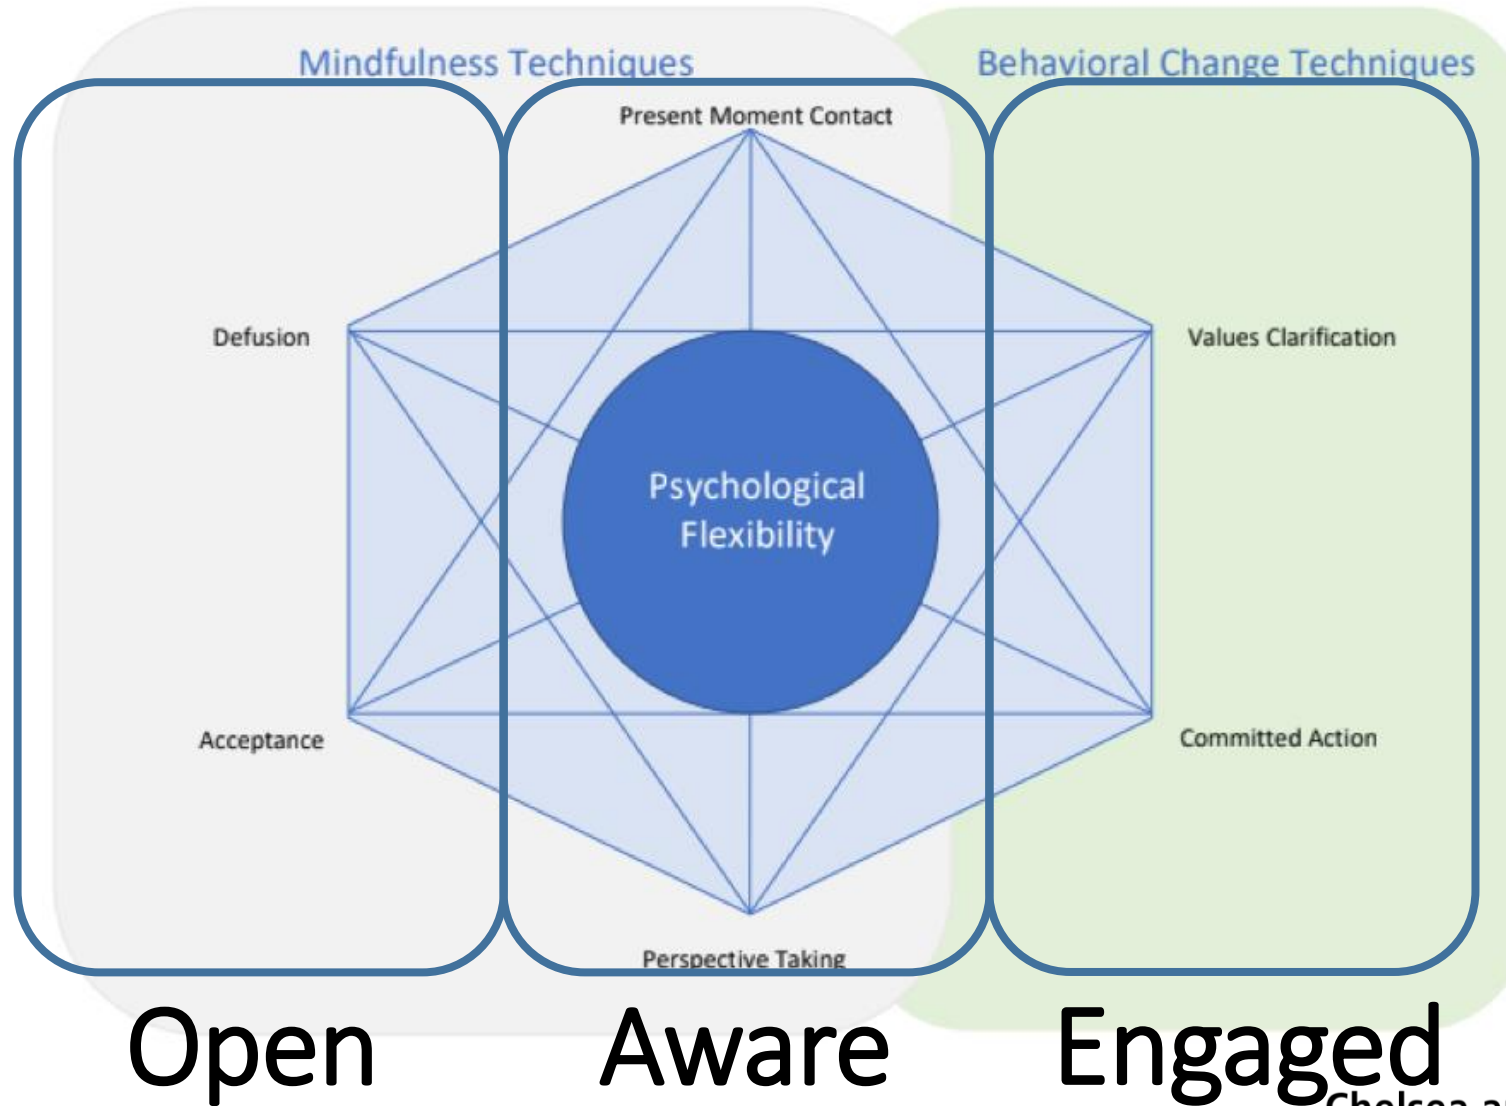 Mindfulness Techniques
Behavioral Change Techniques
Present Moment Contact
Defusion
Values Clarification
Psychological
Flexibility
Acceptance
Committed Action
Perspective Taking
Open
Aware
Engaged
Chelsea